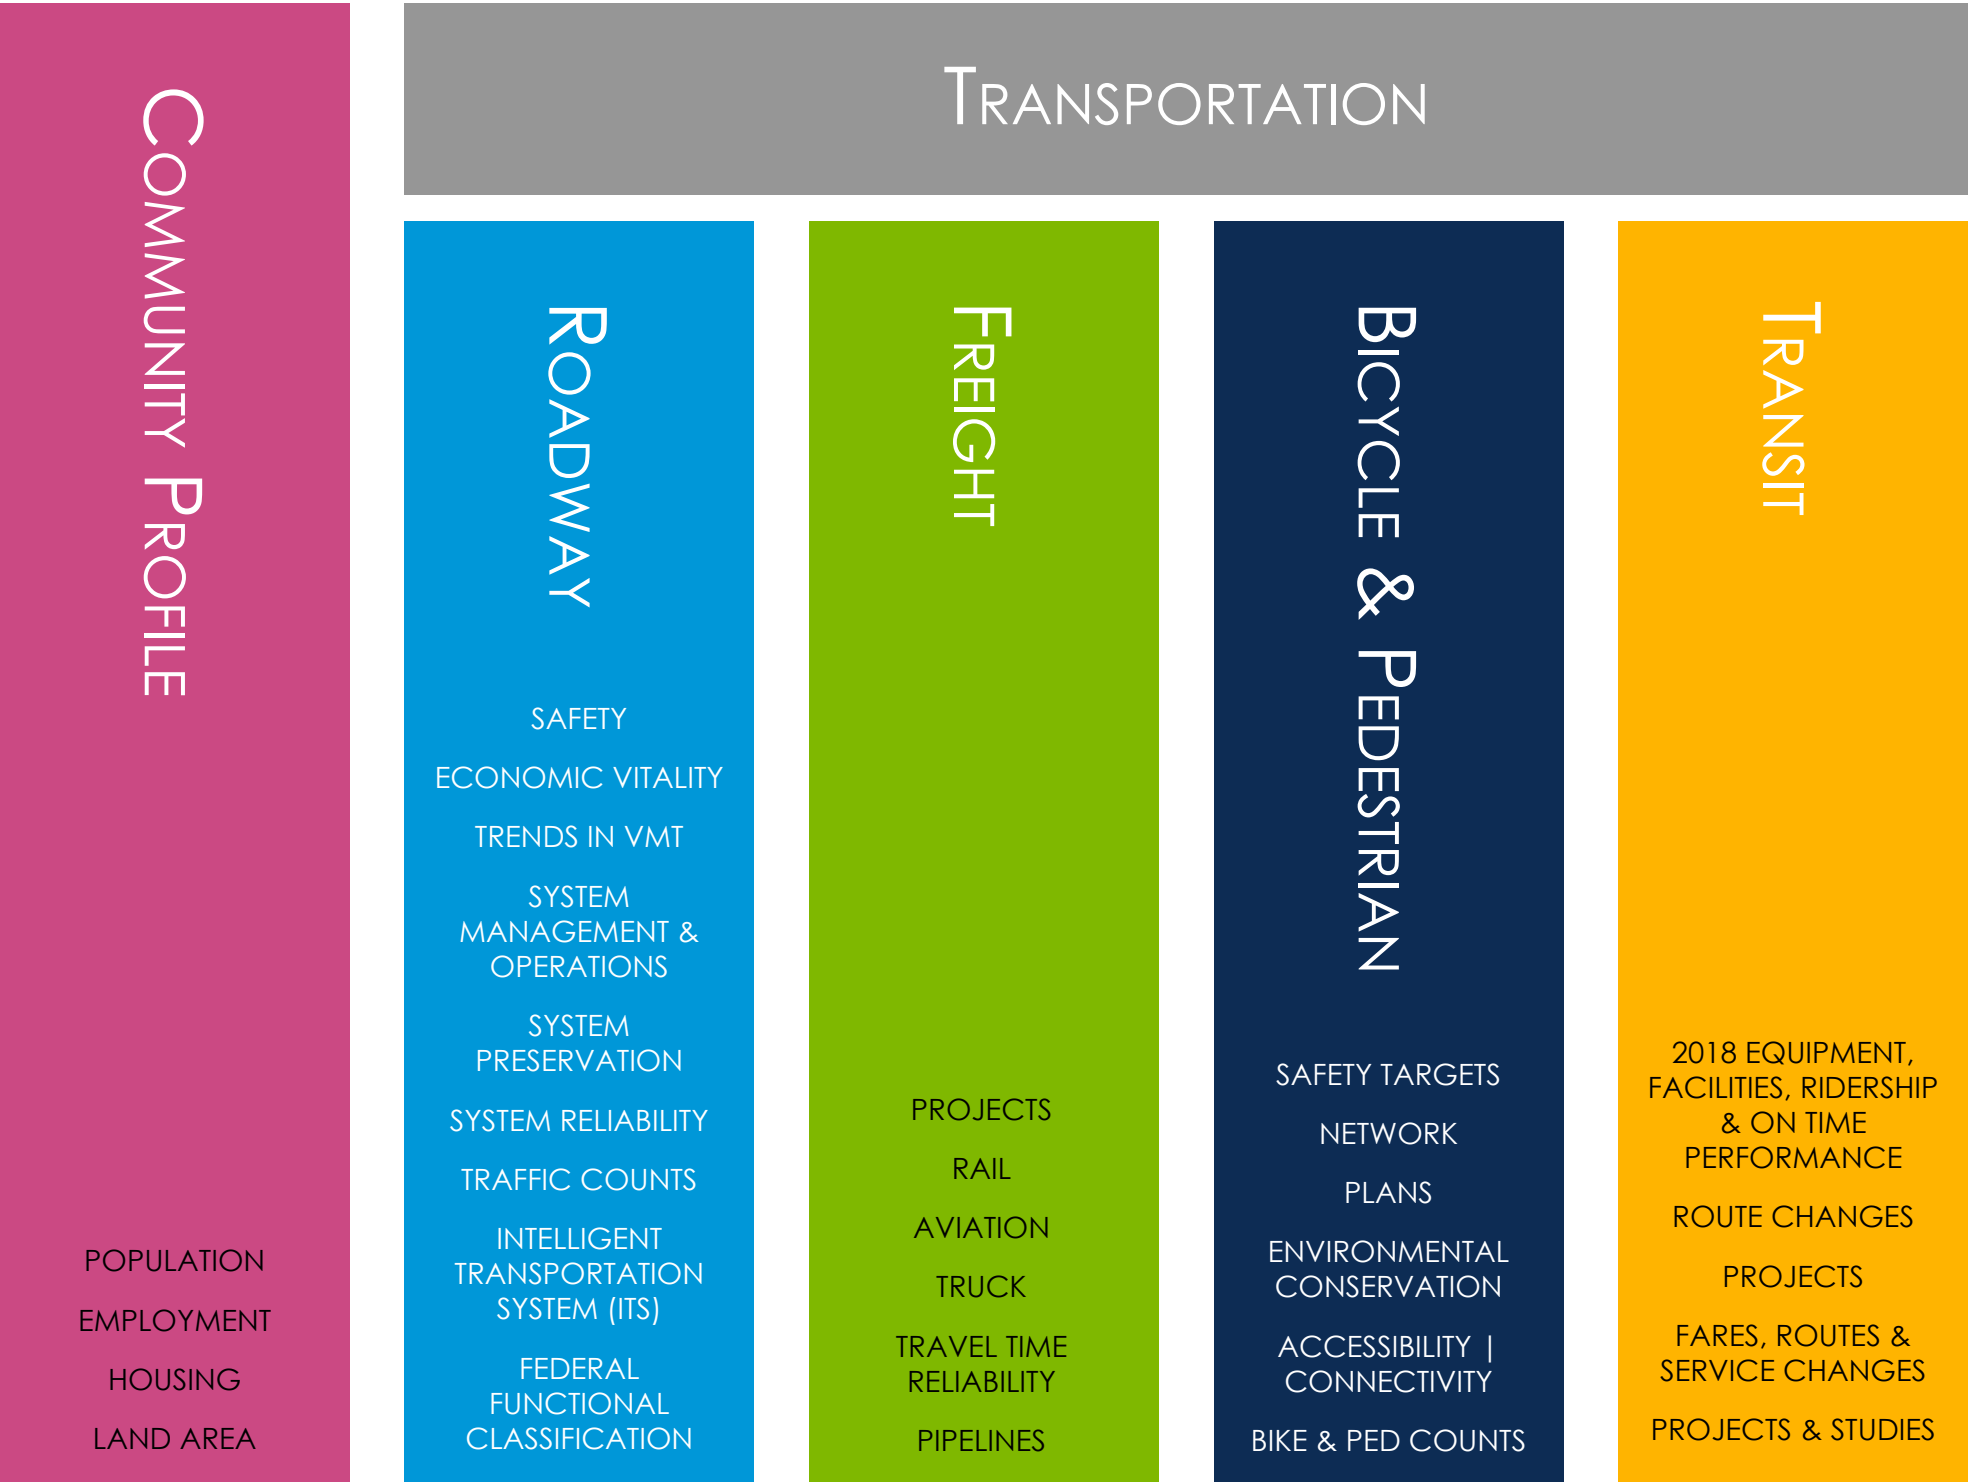 COMMUNITY PROFILE
POPULATION
EMPLOYMENT
HOUSING
LAND AREA
TRANSPORTATION
ROADWAY
SAFETY
ECONOMIC VITALITY
TRENDS IN VMT
SYSTEM
MANAGEMENT &
OPERATIONS
SYSTEM
PRESERVATION
SYSTEM RELIABILITY
TRAFFIC COUNTS
INTELLIGENT
TRANSPORTATION
SYSTEM (ITS)
FEDERAL
FUNCTIONAL
CLASSIFICATION
FREIGHT
PROJECTS
RAIL
AVIATION
TRUCK
TRAVEL TIME
RELIABILITY
PIPELINES
BICYCLE & PEDESTRIAN
SAFETY TARGETS
NETWORK
PLANS
ENVIRONMENTAL
CONSERVATION
ACCESSIBILITY |
CONNECTIVITY
BIKE & PED COUNTS
TRANSIT
2018 EQUIPMENT,
FACILITIES, RIDERSHIP
& ON TIME
PERFORMANCE
ROUTE CHANGES
PROJECTS
FARES, ROUTES &
SERVICE CHANGES
PROJECTS & STUDIES